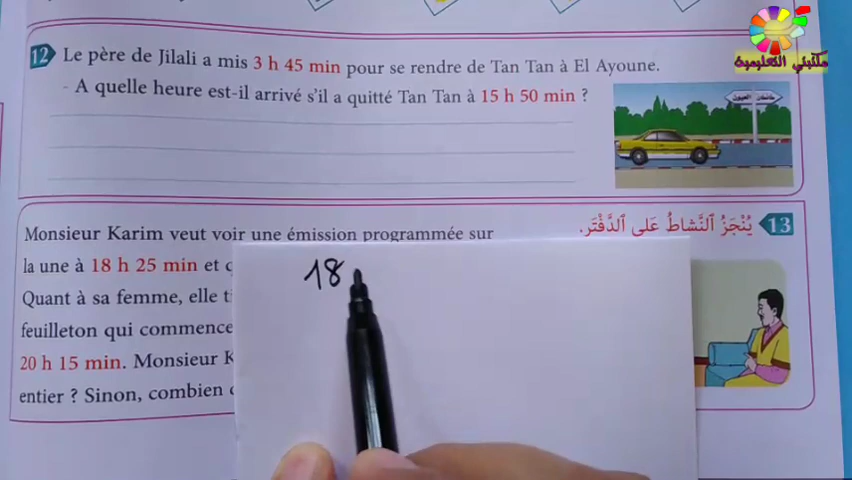 مكتبتي التعليمية
12 Le père de Jilali a mis 3 h 45 min pour se rendre de Tan Tan à El Ayoune.
- A quelle heure est-il arrivé s'il a quitté Tan Tan à 15 h 50 min ?
طانطان العيون
13 يُنْجَزُ ٱلنَّشاطُ عَلى ٱلدَّفْتَرِ.
Monsieur Karim veut voir une émission programmée sur
la une à 18 h 25 min et
Quant à sa femme, elle
feuilleton qui commence
20 h 15 min. Monsieur K
entier ? Sinon, combien
18